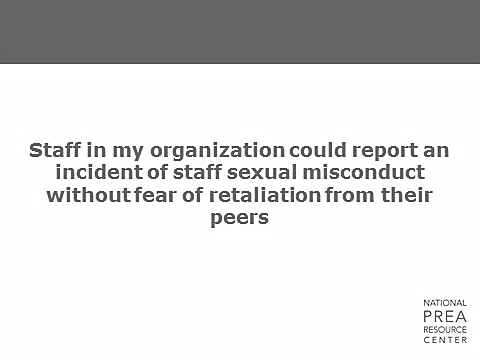 Staff in my organization could report an
incident of staff sexual misconduct
without fear of retaliation from their
peers
NATIONAL
PREA
RESOURCE
CENTER